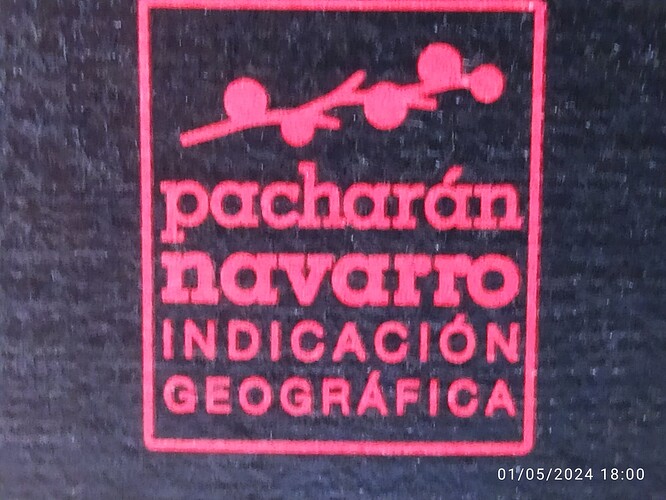 pacharán
navarro
INDICACIÓN
GEOGRÁFICA
01/05/2024 18:00